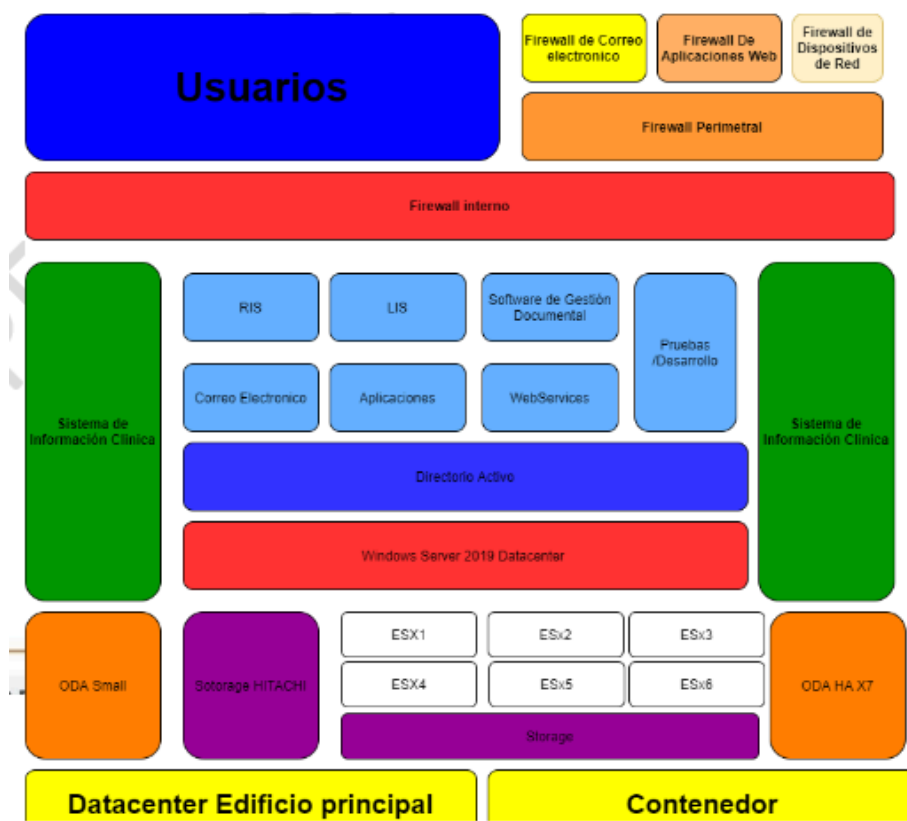 Usuarios
Firewall de Correo
electronico
Firewall De
Aplicaciones Web
Firewall de
Dispositivos
de Red
Firewall Perimetral
Firewall interno
Sistema de
Información Clinica
RIS
LIS
Software de Gestión
Documental
Pruebas
/Desarrollo
Correo Electronico
Aplicaciones
WebServices
Sistema de
Información Clinica
Directorio Activo
Windows Server 2019 Datacenter
ODA Small
Sotorage HITACHI
ESX1
ESx2
ESx3
ESX4
ESx5
ESx6
Storage
ODA HA X7
Datacenter Edificio principal
Contenedor